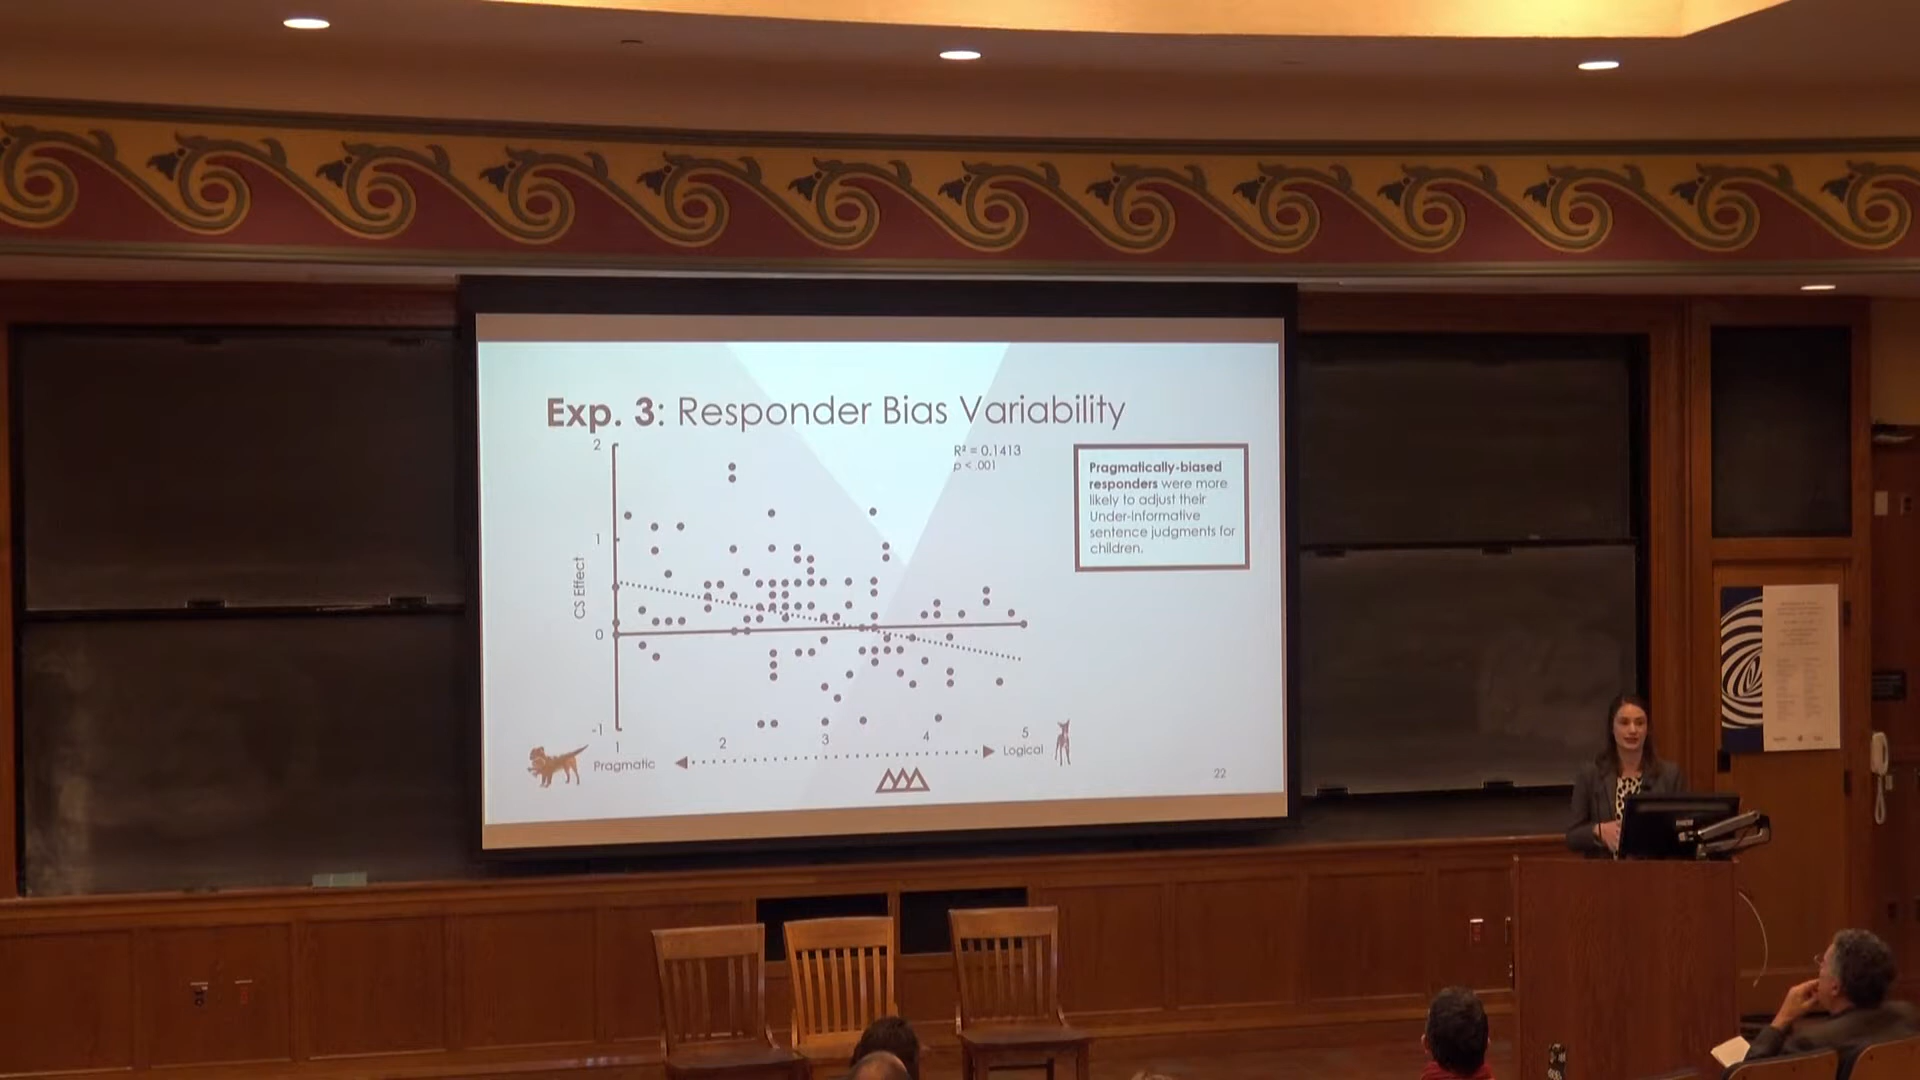 Exp. 3: Responder Bias Variability
2
1
0
-1
CS Effect
R² = 0.1413
p < .001
Pragmatically-biased
responders were more
likely to adjust their
Under-Informative
sentence judgments for
children.
1
2
3
4
5
Pragmatic
Logical
22